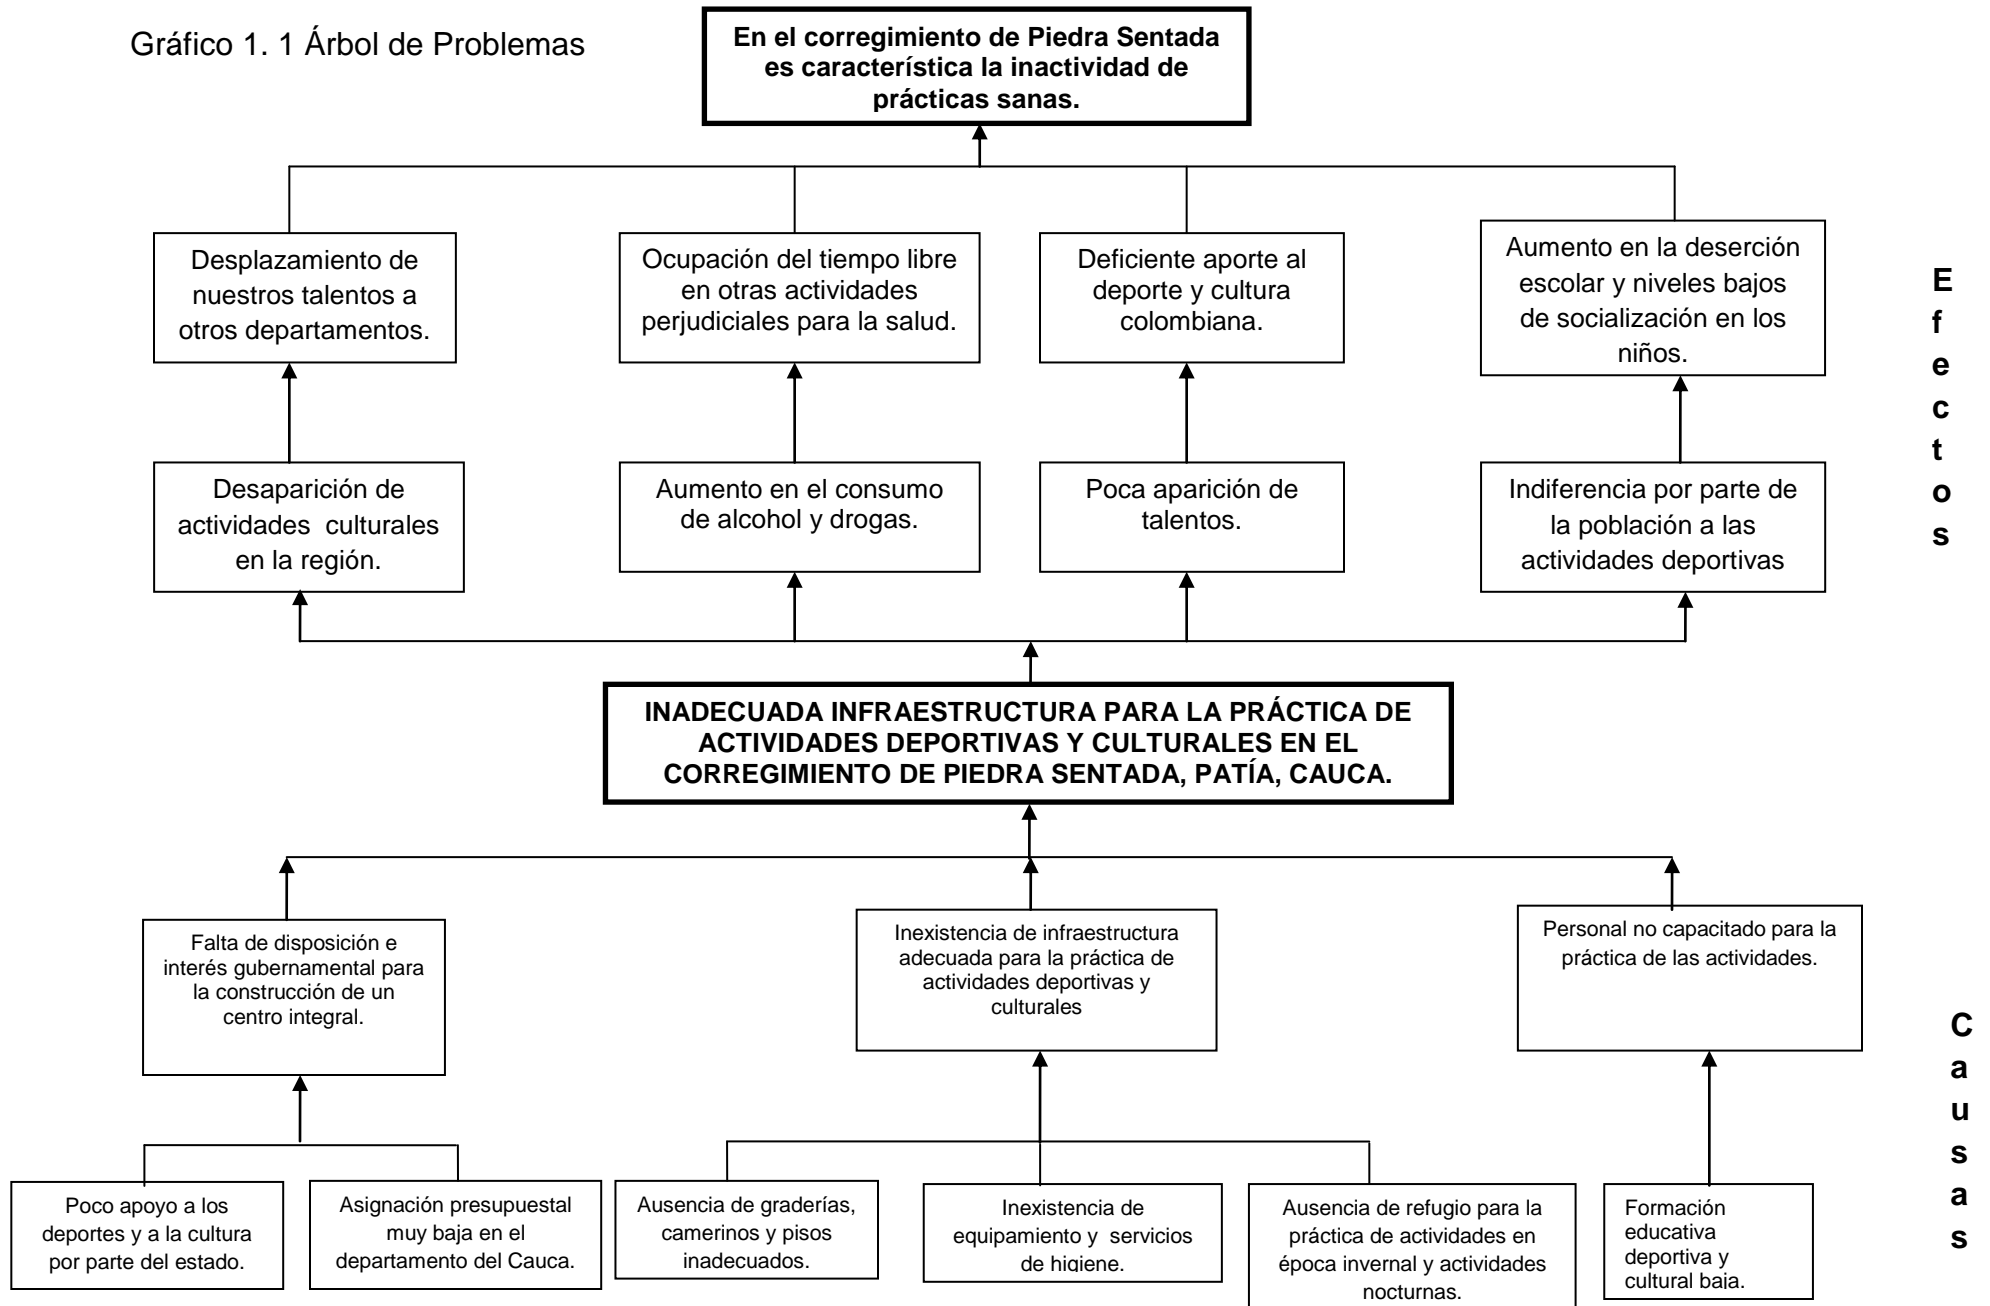 Gráfico 1. 1 Árbol de Problemas
En el corregimiento de Piedra Sentada
es característica la inactividad de
prácticas sanas.
Desplazamiento de
nuestros talentos a
otros departamentos.
Ocupación del tiempo libre
en otras actividades
perjudiciales para la salud.
Deficiente aporte al
deporte y cultura
colombiana.
Aumento en la deserción
escolar y niveles bajos
de socialización en los
niños.
E
f
e
c
t
o
s
Desaparición de
actividades culturales
en la región.
Aumento en el consumo
de alcohol y drogas.
Poca aparición de
talentos.
Indiferencia por parte de
la población a las
actividades deportivas
INADECUADA INFRAESTRUCTURA PARA LA PRÁCTICA DE
ACTIVIDADES DEPORTIVAS Y CULTURALES EN EL
CORREGIMIENTO DE PIEDRA SENTADA, PATÍA, CAUCA.
Falta de disposición e
interés gubernamental para
la construcción de un
centro integral.
Inexistencia de infraestructura
adecuada para la práctica de
actividades deportivas y
culturales
Personal no capacitado para la
práctica de las actividades.
C
a
u
s
a
s
Poco apoyo a los
deportes y a la cultura
por parte del estado.
Asignación presupuestal
muy baja en el
departamento del Cauca.
Ausencia de graderías,
camerinos y pisos
inadecuados.
Inexistencia de
equipamiento y servicios
de higiene.
Ausencia de refugio para la
práctica de actividades en
época invernal y actividades
nocturnas.
Formación
educativa
deportiva y
cultural baja.